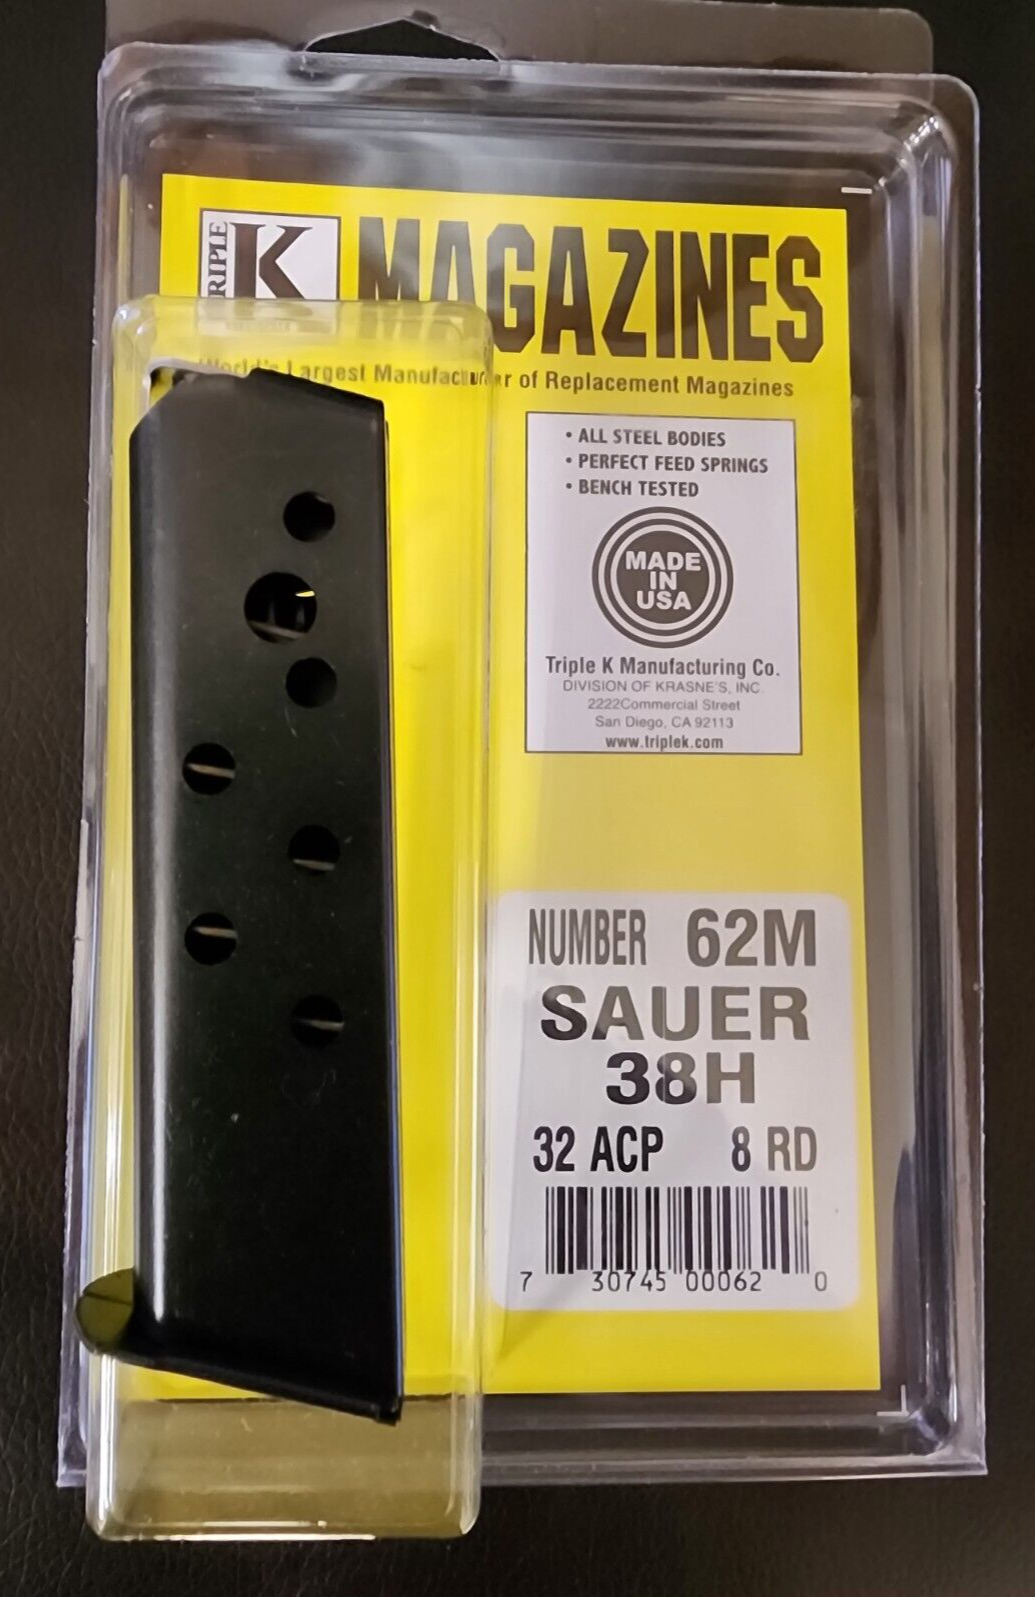 TRIPLE K MAGAZINES
World's Largest Manufacturer of Replacement Magazines
• ALL STEEL BODIES
• PERFECT FEED SPRINGS
• BENCH TESTED
MADE
IN
USA
Triple K Manufacturing Co.
DIVISION OF KRASNE'S, INC.
2222Commercial Street
San Diego, CA 92113
www.triplek.com
NUMBER 62M
SAUER
38H
32 ACP 8 RD
7 30745 00062 0